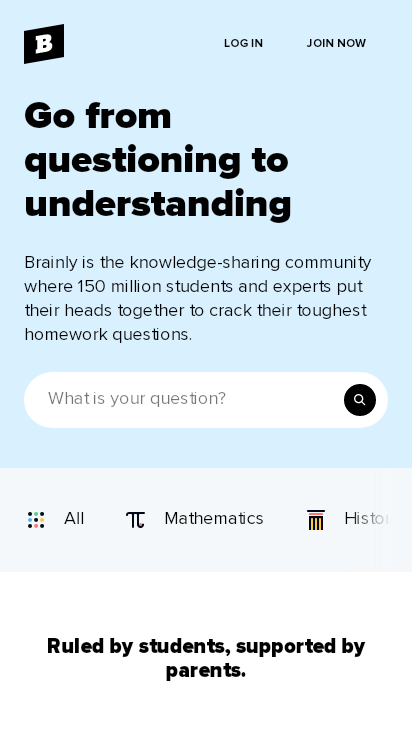 B
LOG IN
JOIN NOW
Go from
questioning to
understanding
Brainly is the knowledge-sharing community
where 150 million students and experts put
their heads together to crack their toughest
homework questions.
What is your question?
All
Mathematics
Histor
Ruled by students, supported by
parents.